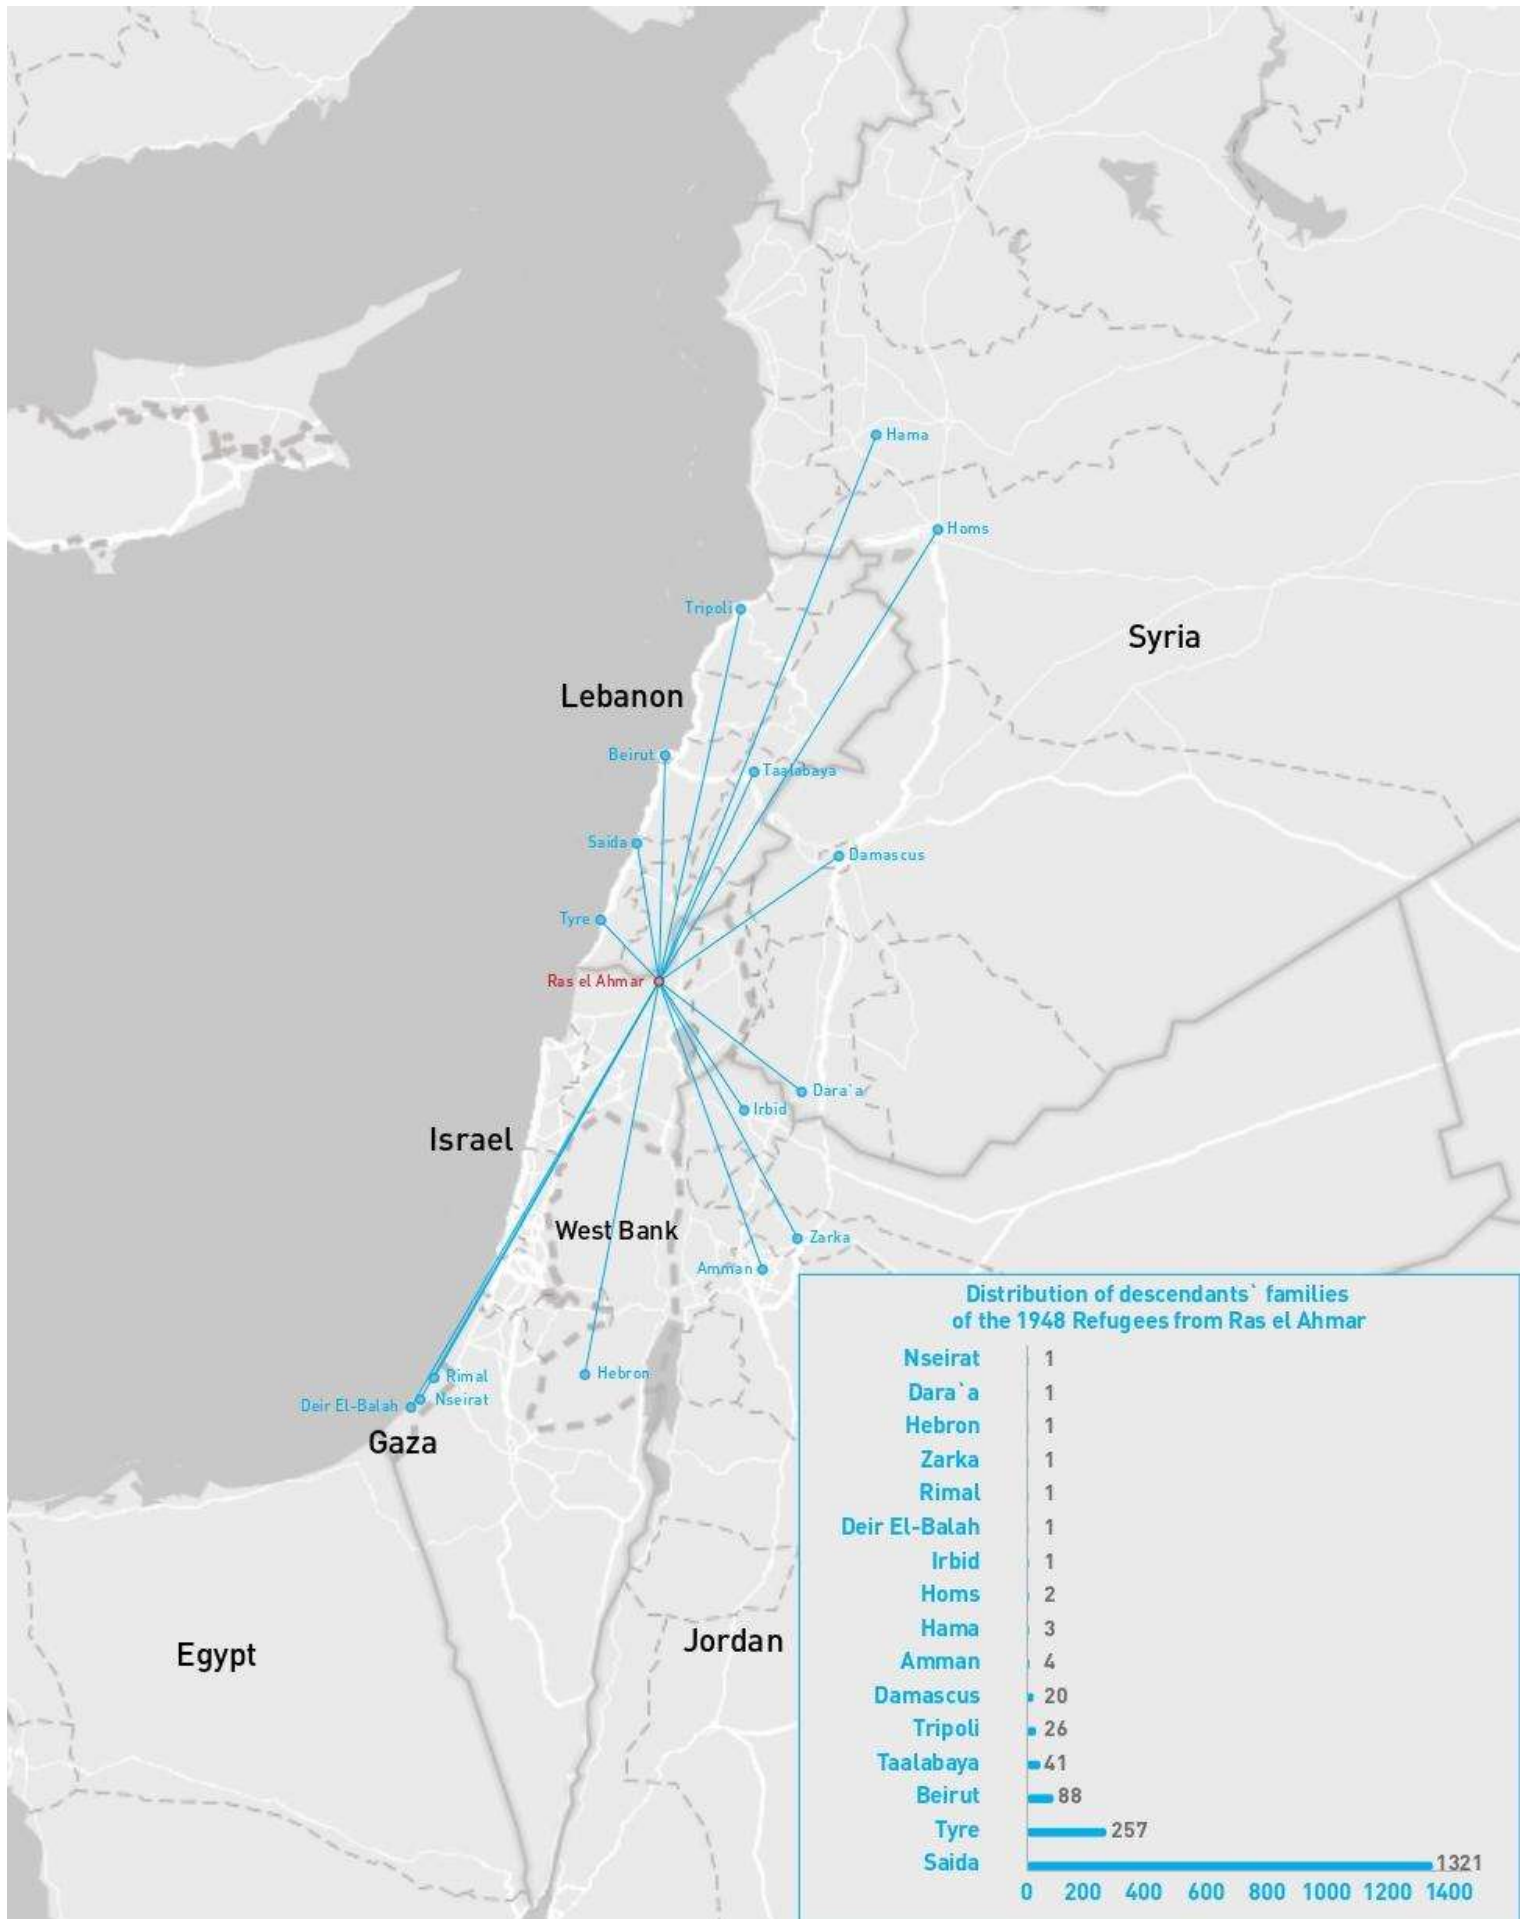 Hama
Homs
Syria
Tripoli
Lebanon
Beirut
Taalabaya
Saida
Damascus
Tyre
Ras el Ahmar
Dara`a
Irbid
Israel
West Bank
Zarka
Amman
Rimal
Hebron
Nseirat
Deir El-Balah
Gaza
Egypt
Jordan
Distribution of descendants` families
of the 1948 Refugees from Ras el Ahmar
Nseirat 1
Dara`a 1
Hebron 1
Zarka 1
Rimal 1
Deir El-Balah 1
Irbid 1
Homs 2
Hama 3
Amman 4
Damascus 20
Tripoli 26
Taalabaya 41
Beirut 88
Tyre 257
Saida 1321
0 200 400 600 800 1000 1200 1400